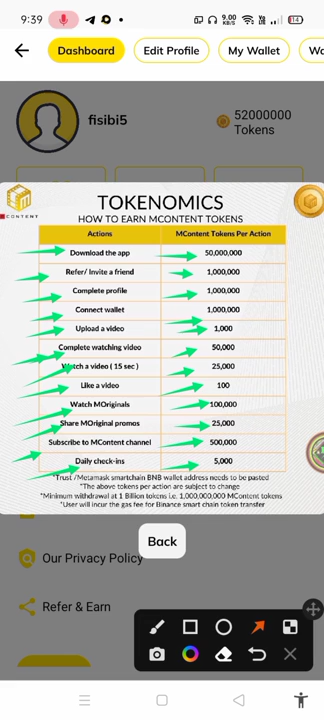 9:39
9.00
KB/S
14
Dashboard
Edit Profile
My Wallet
fisibi5
52000000
Tokens
CONTENT
TOKENOMICS
HOW TO EARN MCONTENT TOKENS
Actions MContent Tokens Per Action
Download the app 50,000,000
Refer/ Invite a friend 1,000,000
Complete profile 1,000,000
Connect wallet 1,000,000
Upload a video 1,000
Complete watching video 50,000
Watch a video ( 15 sec ) 25,000
Like a video 100
Watch MOriginals 100,000
Share MOriginal promos 25,000
Subscribe to MContent channel 500,000
Daily check-ins 5,000
*Trust /Metamask smartchain BNB wallet address needs to be pasted
*The above tokens per action are subject to change
*Minimum withdrawal at 1 Billion tokens i.e. 1,000,000,000 MContent tokens
*User will incur the gas fee for Binance smart chain token transfer
Back
Our Privacy Policy
Refer & Earn